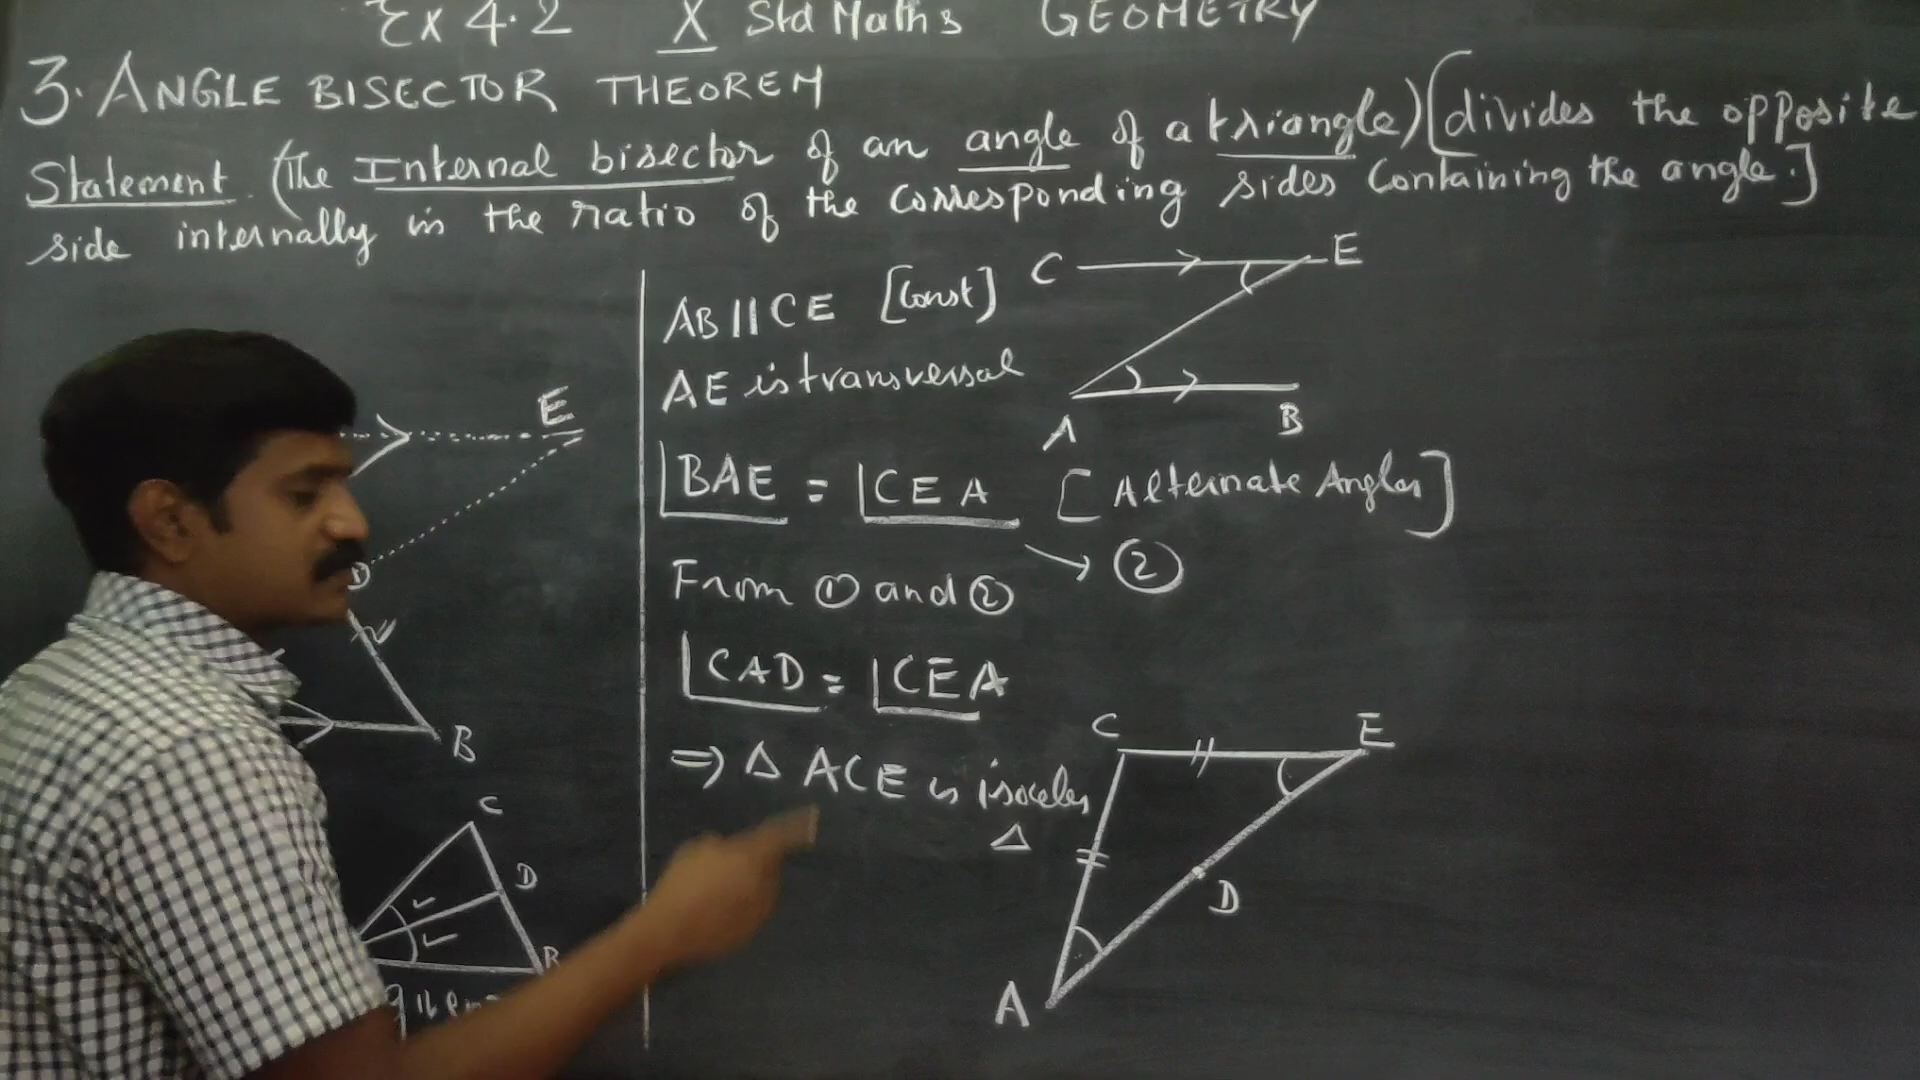 Ex 4.2 X Std Maths GEOMETRY
3. ANGLE BISECTOR THEOREM
Statement. (The Internal bisector of an angle of a triangle) [divides the opposite
side internally in the ratio of the corresponding sides containing the angle.]
E
D
B
C
D
B
AB || CE [Const]
AE is transversal
∠BAE = ∠CEA [Alternate Angles]
→ ②
From ① and ②
∠CAD = ∠CEA
⇒ Δ ACE is isoceles
Δ
C E
A B
C E
D
A